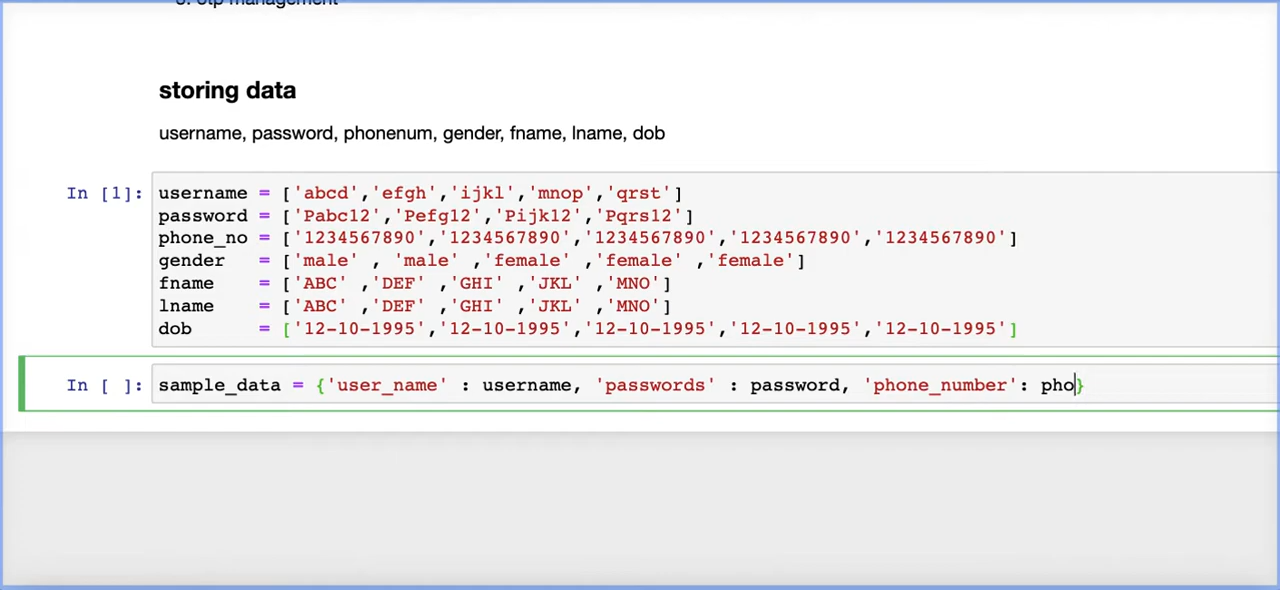 3. otp management
storing data
username, password, phonenum, gender, fname, lname, dob
In [1]: username = ['abcd','efgh','ijkl','mnop','qrst']
password = ['Pabc12','Pefg12','Pijk12','Pqrs12']
phone_no = ['1234567890','1234567890','1234567890','1234567890','1234567890']
gender = ['male' , 'male' ,'female' ,'female' ,'female']
fname = ['ABC' ,'DEF' ,'GHI' ,'JKL' ,'MNO']
lname = ['ABC' ,'DEF' ,'GHI' ,'JKL' ,'MNO']
dob = ['12-10-1995','12-10-1995','12-10-1995','12-10-1995','12-10-1995']
In [ ]: sample_data = {'user_name' : username, 'passwords' : password, 'phone_number': pho}